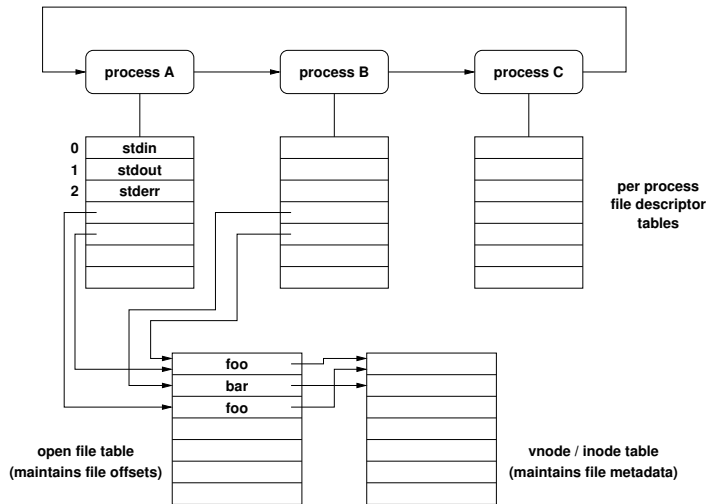 process A
process B
process C
0 stdin
1 stdout
2 stderr
per process
file descriptor
tables
foo
bar
foo
open file table
(maintains file offsets)
vnode / inode table
(maintains file metadata)